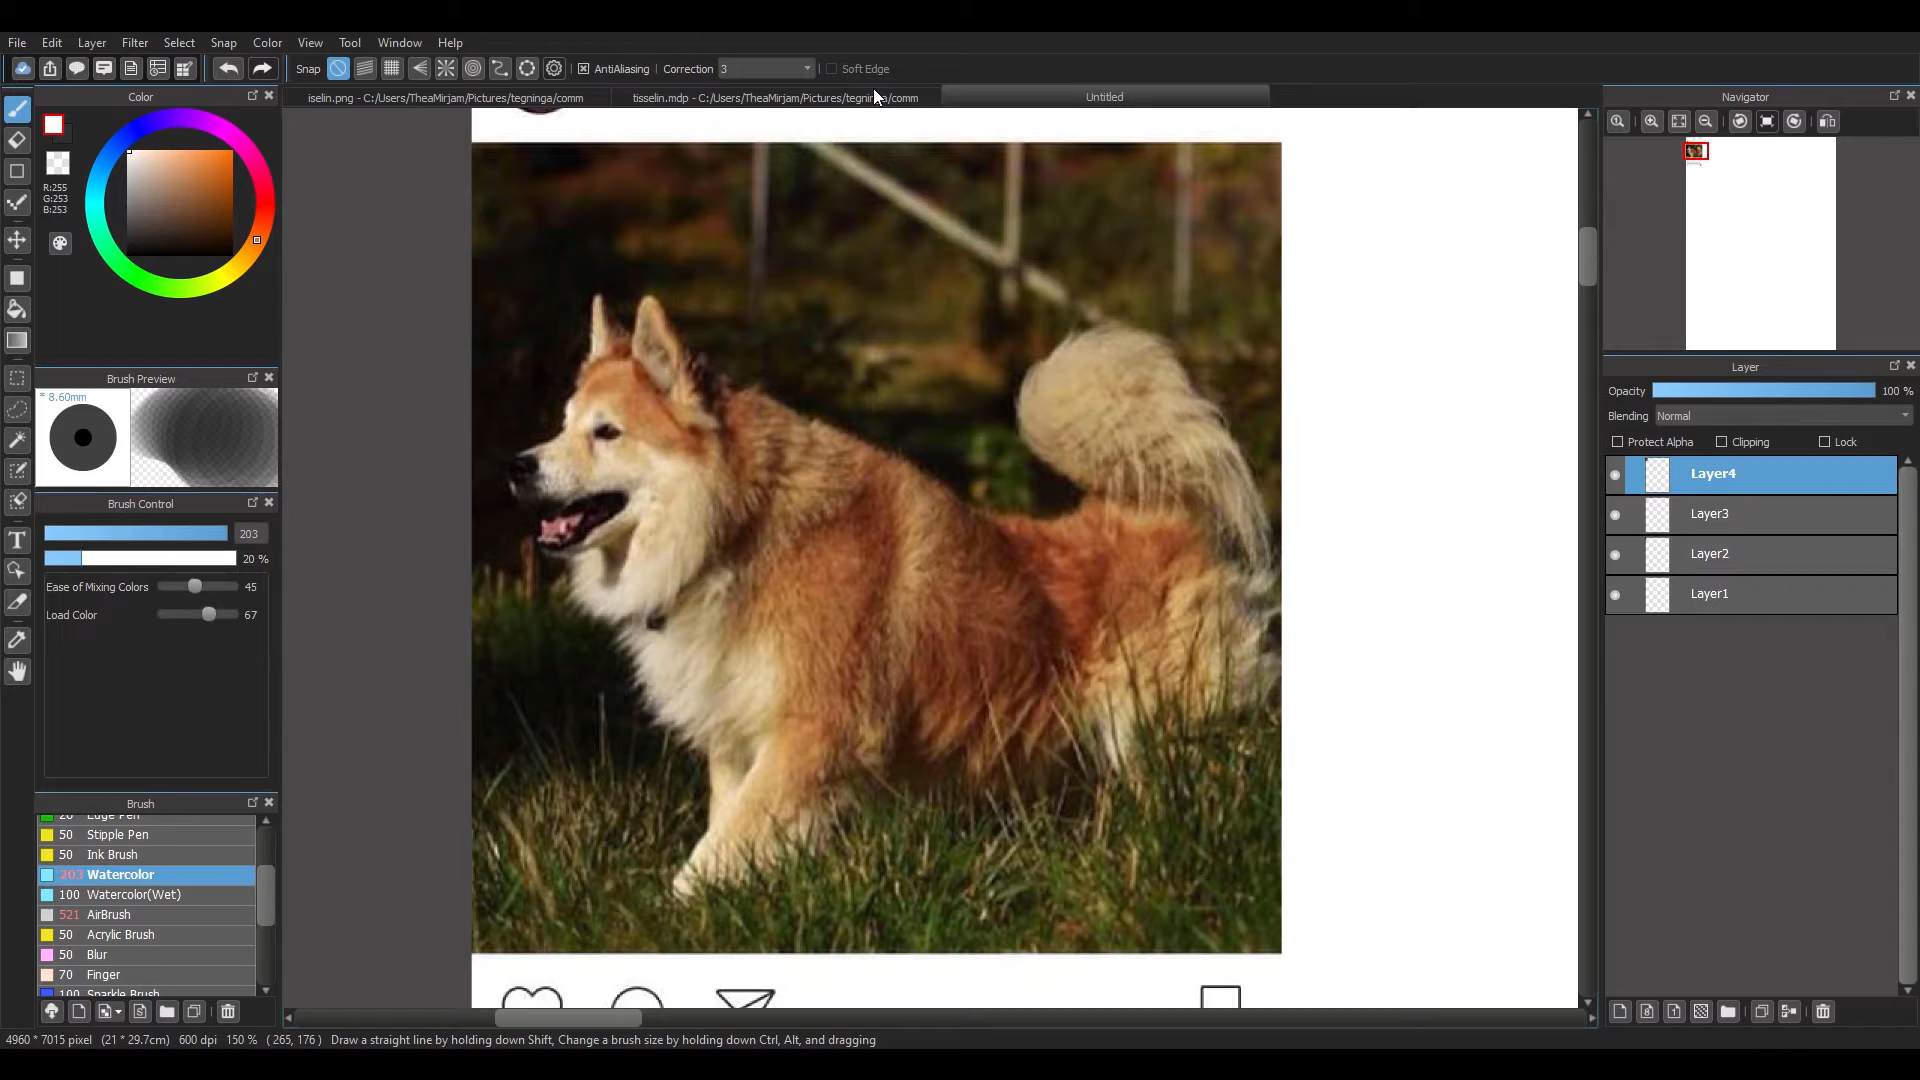 File Edit Layer Filter Select Snap Color View Tool Window Help
Snap AntiAliasing Correction 3 Soft Edge
Color
iselin.png - C:/Users/TheaMirjam/Pictures/tegninga/comm
tisselin.mdp - C:/Users/TheaMirjam/Pictures/tegninga/comm
Untitled
Navigator
R:255
G:253
B:253
Brush Preview
* 8.60mm
Brush Control
203
20 %
Ease of Mixing Colors 45
Load Color 67
Brush
20 Edge Pen
50 Stipple Pen
50 Ink Brush
203 Watercolor
100 Watercolor(Wet)
521 AirBrush
50 Acrylic Brush
50 Blur
70 Finger
100 Sparkle Brush
Layer
Opacity 100 %
Blending Normal
Protect Alpha Clipping Lock
Layer4
Layer3
Layer2
Layer1
4960 * 7015 pixel (21 * 29.7cm) 600 dpi 150 % ( 265, 176 ) Draw a straight line by holding down Shift, Change a brush size by holding down Ctrl, Alt, and dragging